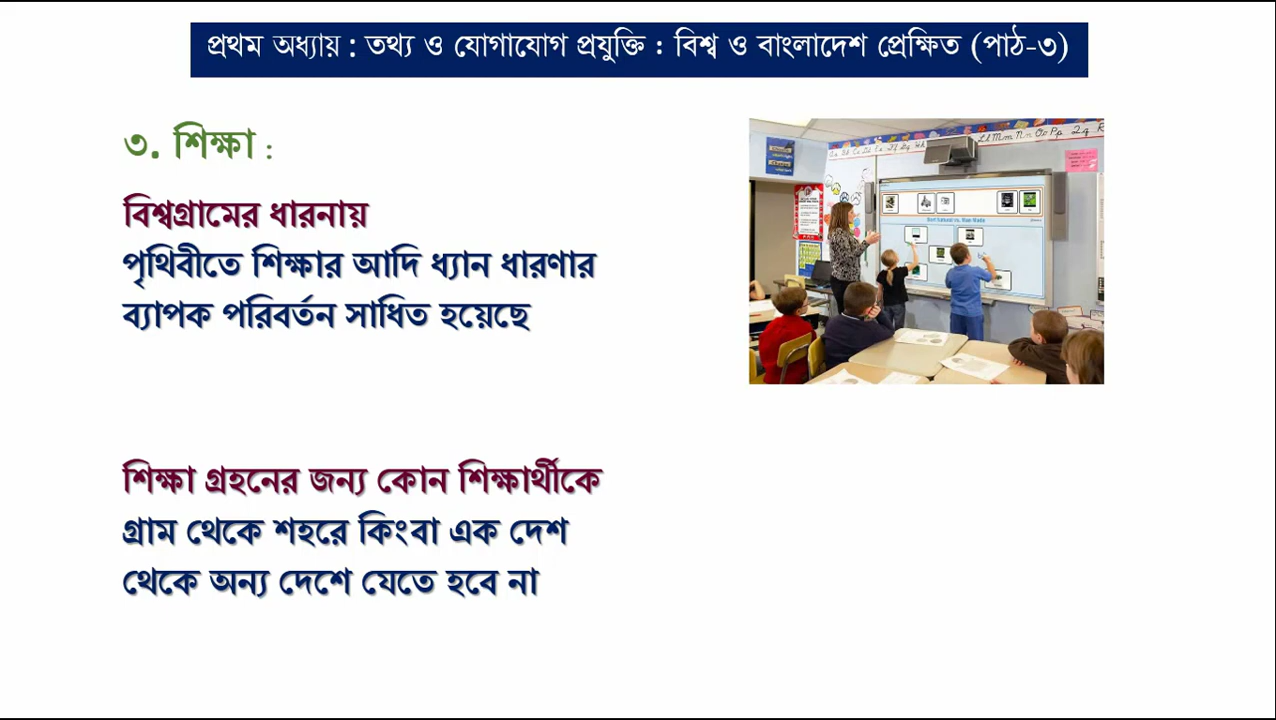 প্রথম অধ্যায় : তথ্য ও যোগাযোগ প্রযুক্তি : বিশ্ব ও বাংলাদেশ প্রেক্ষিত (পাঠ-৩)
৩. শিক্ষা :
বিশ্বগ্রামের ধারনায়
পৃথিবীতে শিক্ষার আদি ধ্যান ধারণার
ব্যাপক পরিবর্তন সাধিত হয়েছে
শিক্ষা গ্রহনের জন্য কোন শিক্ষার্থীকে
গ্রাম থেকে শহরে কিংবা এক দেশ
থেকে অন্য দেশে যেতে হবে না